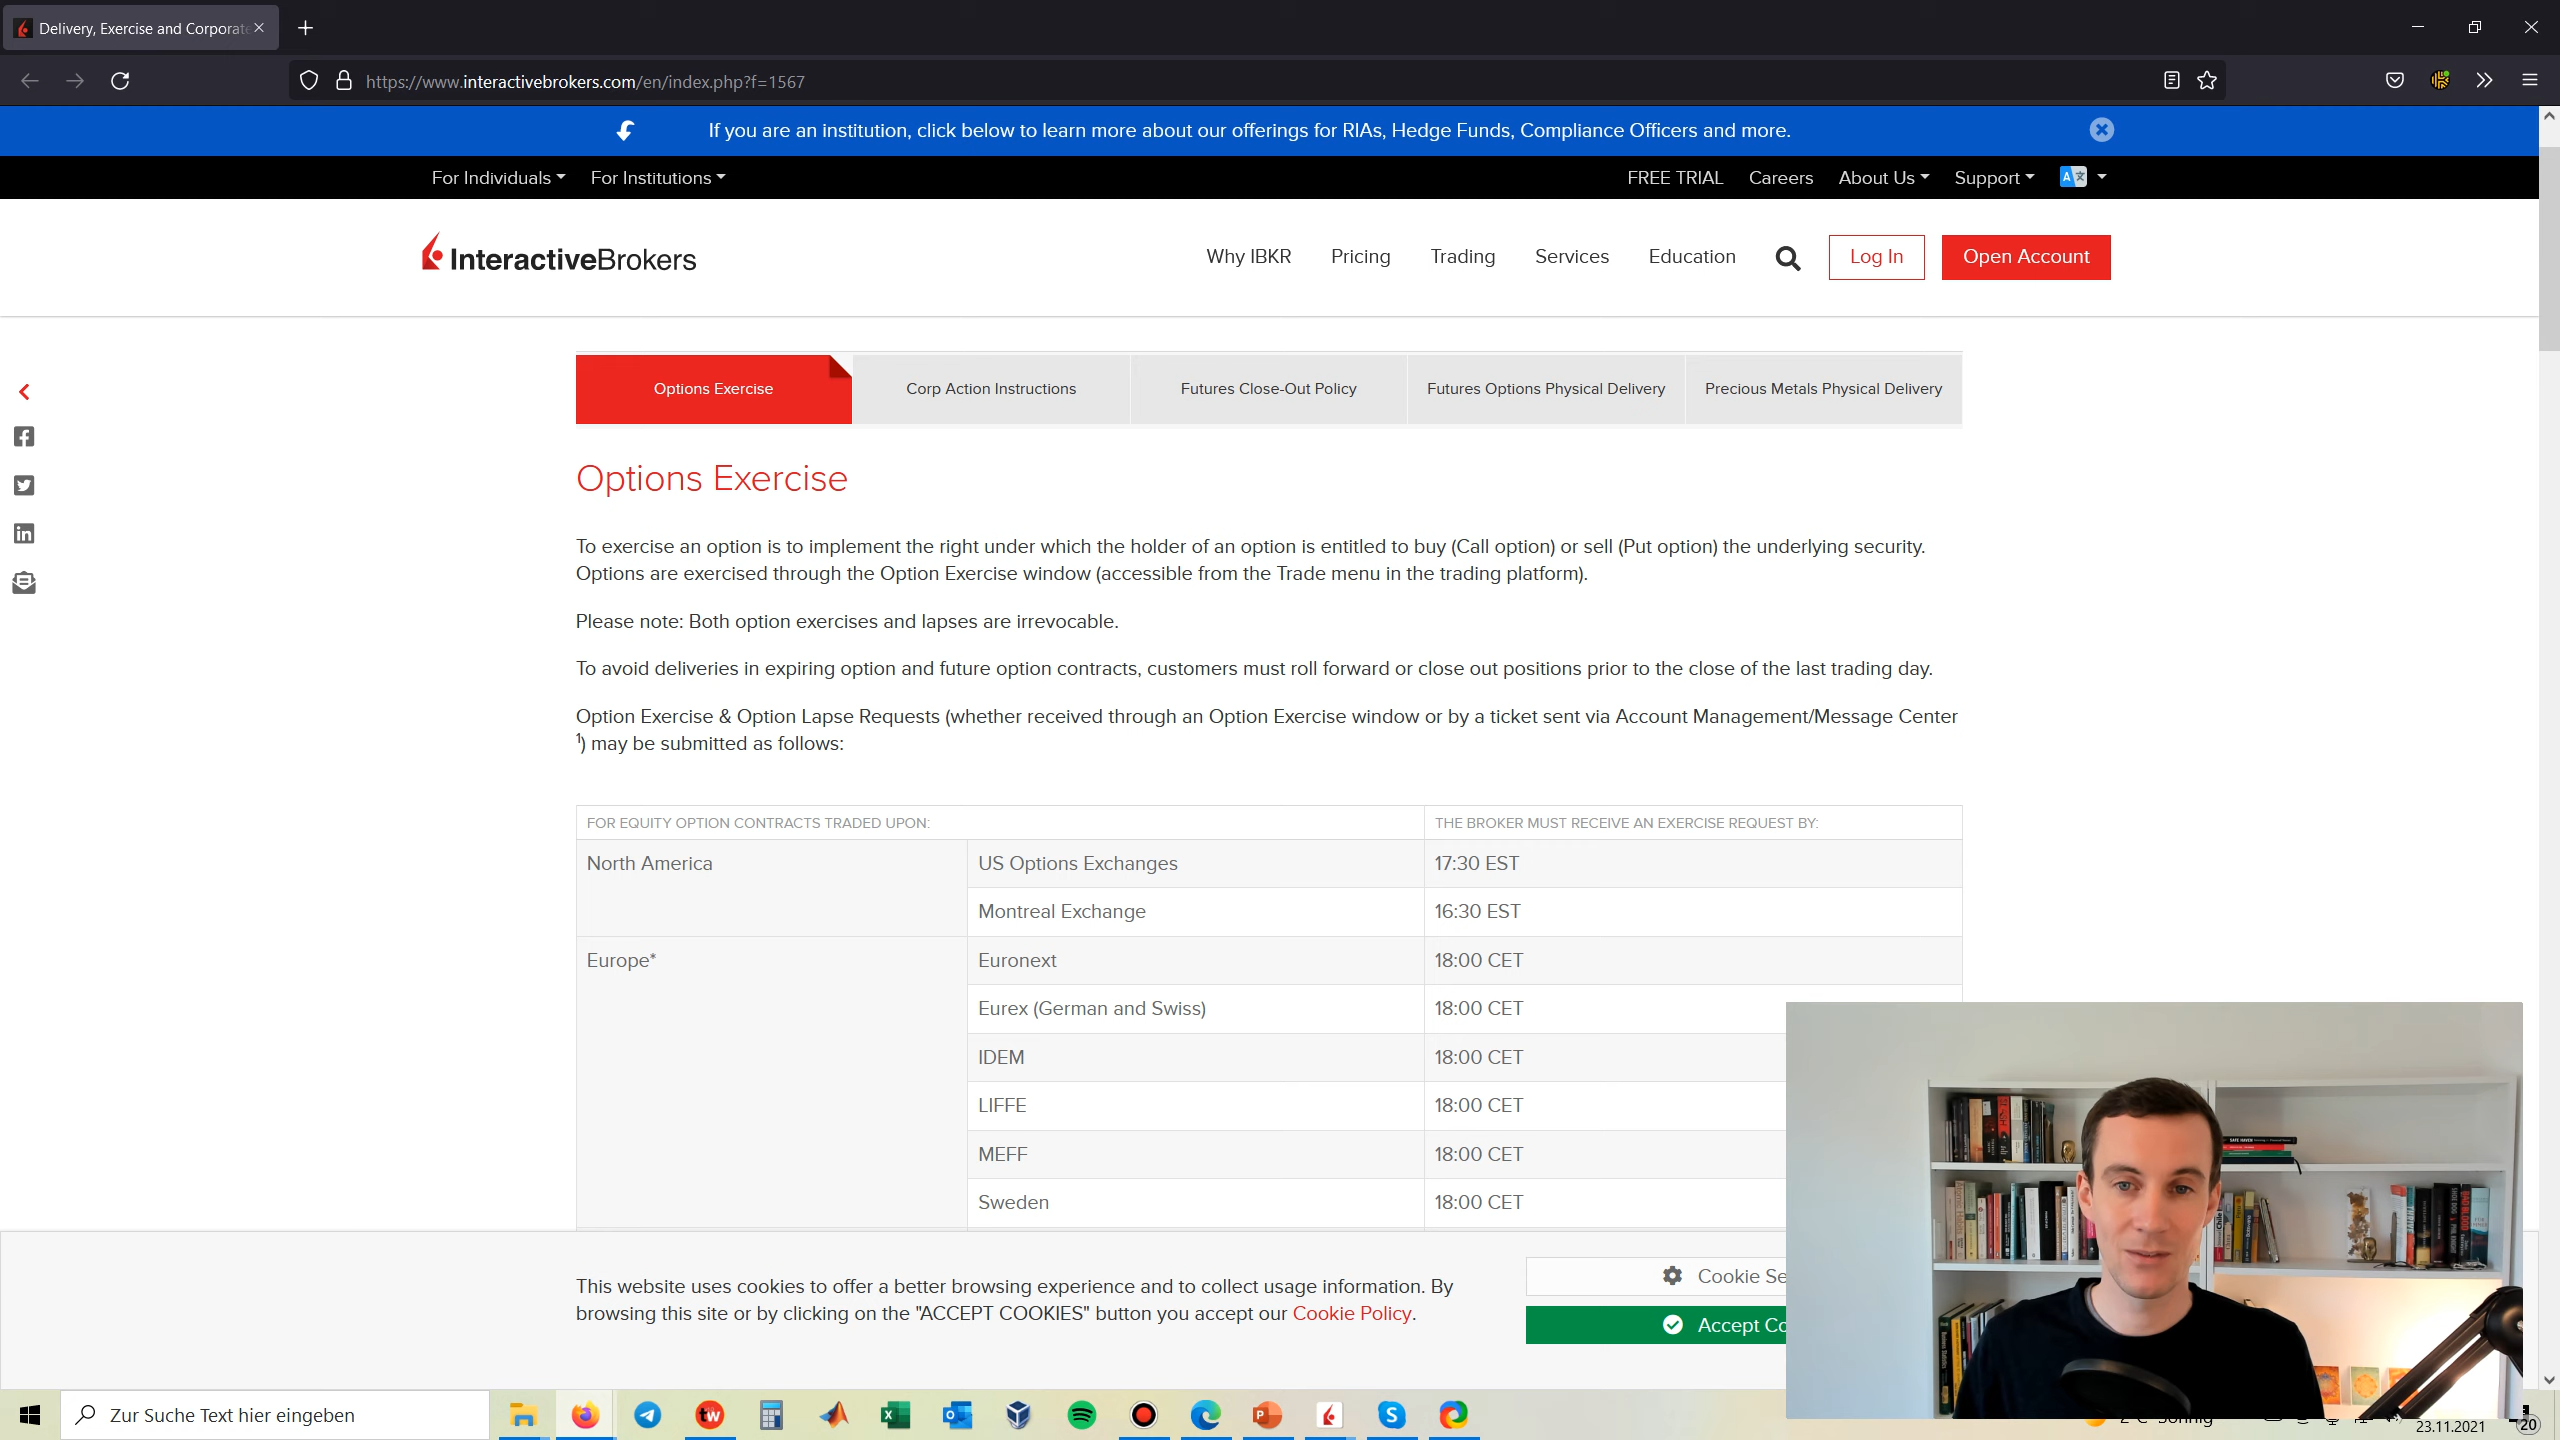 Delivery, Exercise and Corporate
https://www.interactivebrokers.com/en/index.php?f=1567
If you are an institution, click below to learn more about our offerings for RIAs, Hedge Funds, Compliance Officers and more.
For Individuals For Institutions FREE TRIAL Careers About Us Support
InteractiveBrokers Why IBKR Pricing Trading Services Education Log In Open Account
Options Exercise Corp Action Instructions Futures Close-Out Policy Futures Options Physical Delivery Precious Metals Physical Delivery
Options Exercise
To exercise an option is to implement the right under which the holder of an option is entitled to buy (Call option) or sell (Put option) the underlying security.
Options are exercised through the Option Exercise window (accessible from the Trade menu in the trading platform).
Please note: Both option exercises and lapses are irrevocable.
To avoid deliveries in expiring option and future option contracts, customers must roll forward or close out positions prior to the close of the last trading day.
Option Exercise & Option Lapse Requests (whether received through an Option Exercise window or by a ticket sent via Account Management/Message Center
1) may be submitted as follows:
FOR EQUITY OPTION CONTRACTS TRADED UPON: THE BROKER MUST RECEIVE AN EXERCISE REQUEST BY:
North America US Options Exchanges 17:30 EST
Montreal Exchange 16:30 EST
Europe* Euronext 18:00 CET
Eurex (German and Swiss) 18:00 CET
IDEM 18:00 CET
LIFFE 18:00 CET
MEFF 18:00 CET
Sweden 18:00 CET
This website uses cookies to offer a better browsing experience and to collect usage information. By
browsing this site or by clicking on the "ACCEPT COOKIES" button you accept our Cookie Policy.
Cookie Se
Accept Co
Zur Suche Text hier eingeben
tw
23.11.2021
20